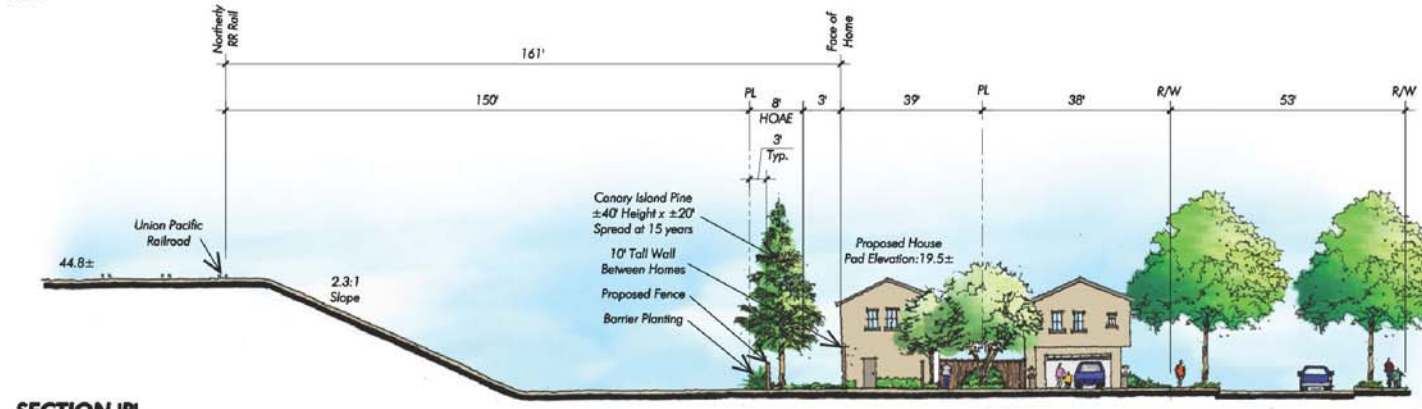 Northerly
RR Rail
Face of
Home
161'
150'
PL
8'
HOAE
3'
39'
PL
38'
R/W
53'
R/W
3'
Typ.
Canary Island Pine
±40' Height x ±20'
Spread at 15 years
Union Pacific
Railroad
10' Tall Wall
Between Homes
Proposed House
Pad Elevation:19.5±
44.8±
2.3:1
Slope
Proposed Fence
Barrier Planting